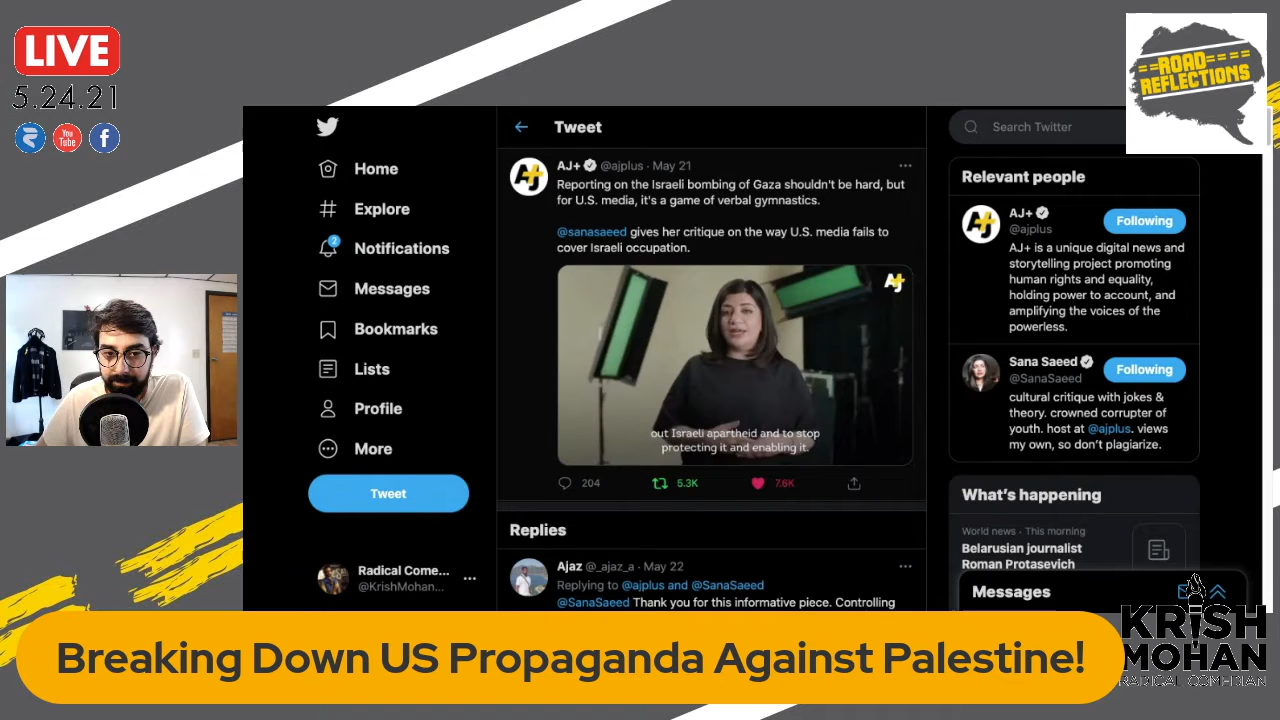 LIVE
5.24.21
You
Tube
==ROAD====
REFLECTIONS
====
Home
Explore
2
Notifications
Messages
Bookmarks
Lists
Profile
More
Tweet
Radical Come...
@KrishMohan...
Tweet
AJ+ @ajplus · May 21
Reporting on the Israeli bombing of Gaza shouldn't be hard, but
for U.S. media, it's a game of verbal gymnastics.
@sanasaeed gives her critique on the way U.S. media fails to
cover Israeli occupation.
out Israeli apartheid and to stop
protecting it and enabling it.
204
5.3K
7.6K
Replies
Ajaz @_ajaz_a · May 22
Replying to @ajplus and @SanaSaeed
@SanaSaeed Thank you for this informative piece. Controlling
Search Twitter
Relevant people
AJ+
@ajplus
Following
AJ+ is a unique digital news and
storytelling project promoting
human rights and equality,
holding power to account, and
amplifying the voices of the
powerless.
Sana Saeed
@SanaSaeed
Following
cultural critique with jokes &
theory. crowned corrupter of
youth. host at @ajplus. views
my own, so don't plagiarize.
What's happening
World news · This morning
Belarusian journalist
Roman Protasevich
Messages
Breaking Down US Propaganda Against Palestine!
KRISH
MOHAN
RADICAL COMEDIAN